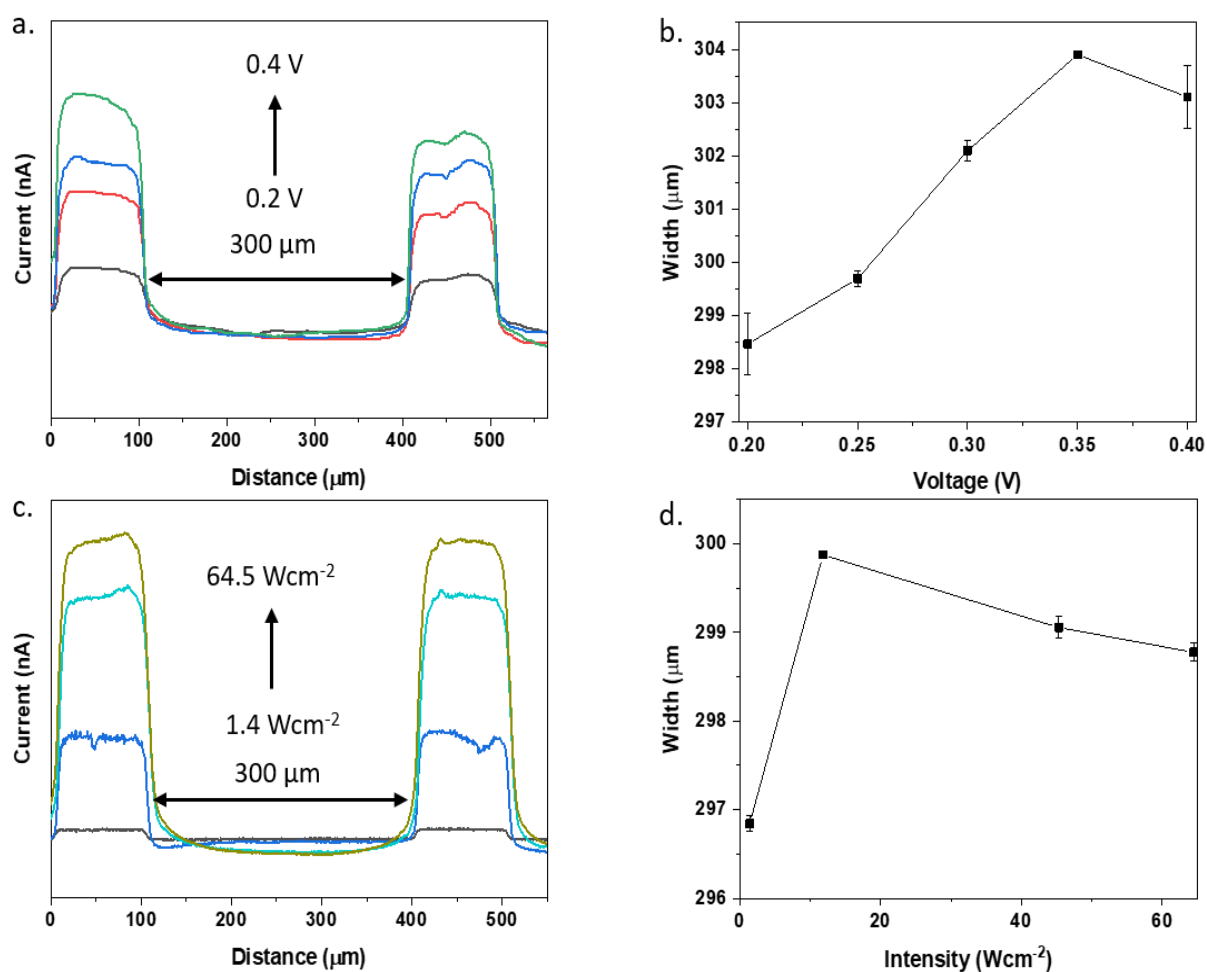 a.
0.4 V
0.2 V
300 μm
Current (nA)
0 100 200 300 400 500
Distance (μm)
b.
304
303
302
301
300
299
298
297
Width (μm)
0.20 0.25 0.30 0.35 0.40
Voltage (V)
c.
64.5 Wcm⁻²
1.4 Wcm⁻²
300 μm
Current (nA)
0 100 200 300 400 500
Distance (μm)
d.
300
299
298
297
296
Width (μm
0 20 40 60
Intensity (Wcm⁻²)